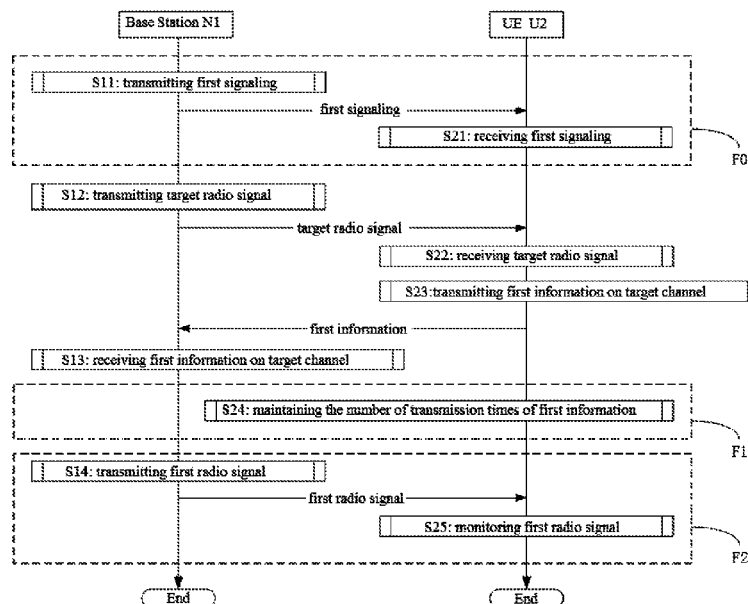 Base Station N1
UE U2
S11: transmitting first signaling
first signaling
S21: receiving first signaling
F0
S12: transmitting target radio signal
target radio signal
S22: receiving target radio signal
S23:transmitting first information on target channel
first information
S13: receiving first information on target channel
S24: maintaining the number of transmission times of first information
F1
S14: transmitting first radio signal
first radio signal
S25: monitoring first radio signal
F2
End
End